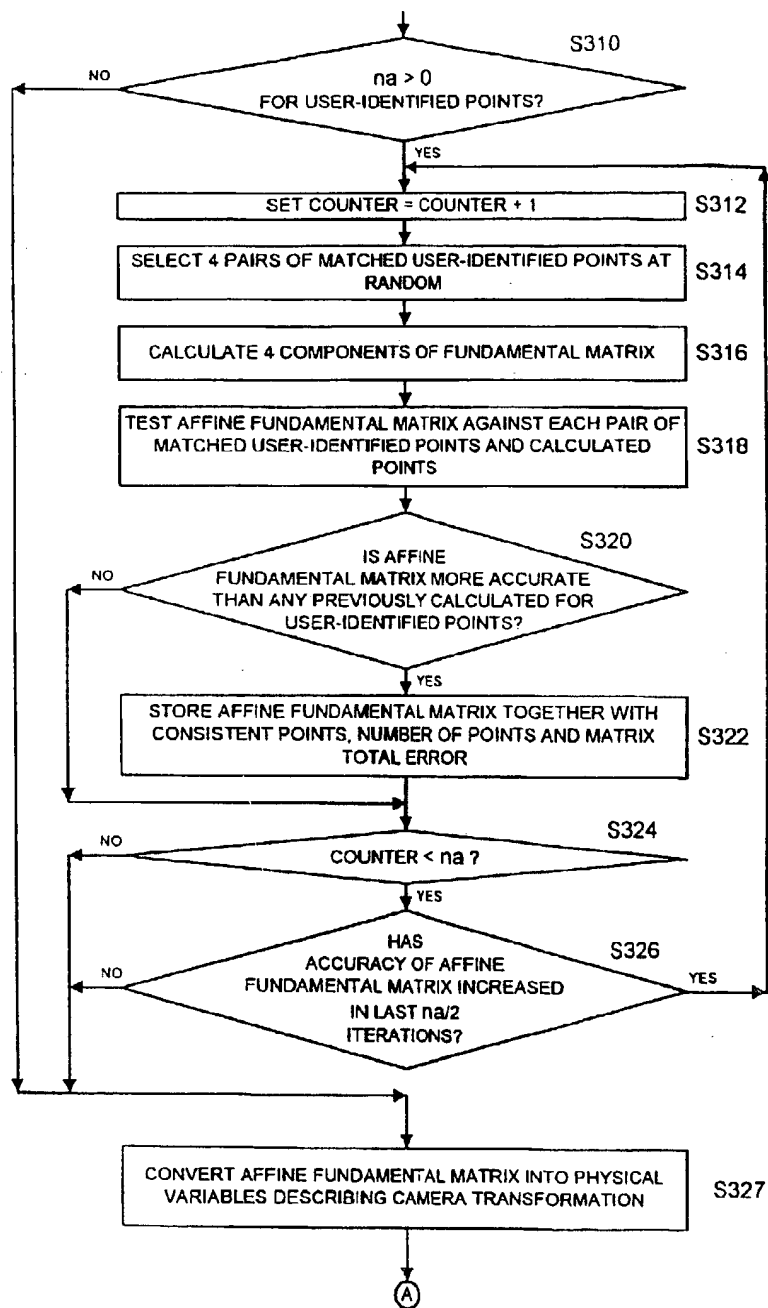 S310
NO
na > 0
FOR USER-IDENTIFIED POINTS?
YES
SET COUNTER = COUNTER + 1
S312
SELECT 4 PAIRS OF MATCHED USER-IDENTIFIED POINTS AT
RANDOM
S314
CALCULATE 4 COMPONENTS OF FUNDAMENTAL MATRIX
S316
TEST AFFINE FUNDAMENTAL MATRIX AGAINST EACH PAIR OF
MATCHED USER-IDENTIFIED POINTS AND CALCULATED
POINTS
S318
S320
NO
IS AFFINE
FUNDAMENTAL MATRIX MORE ACCURATE
THAN ANY PREVIOUSLY CALCULATED FOR
USER-IDENTIFIED POINTS?
YES
STORE AFFINE FUNDAMENTAL MATRIX TOGETHER WITH
CONSISTENT POINTS, NUMBER OF POINTS AND MATRIX
TOTAL ERROR
S322
S324
NO
COUNTER < na ?
YES
S326
HAS
ACCURACY OF AFFINE
FUNDAMENTAL MATRIX INCREASED
IN LAST na/2
ITERATIONS?
NO
YES
CONVERT AFFINE FUNDAMENTAL MATRIX INTO PHYSICAL
VARIABLES DESCRIBING CAMERA TRANSFORMATION
S327
A